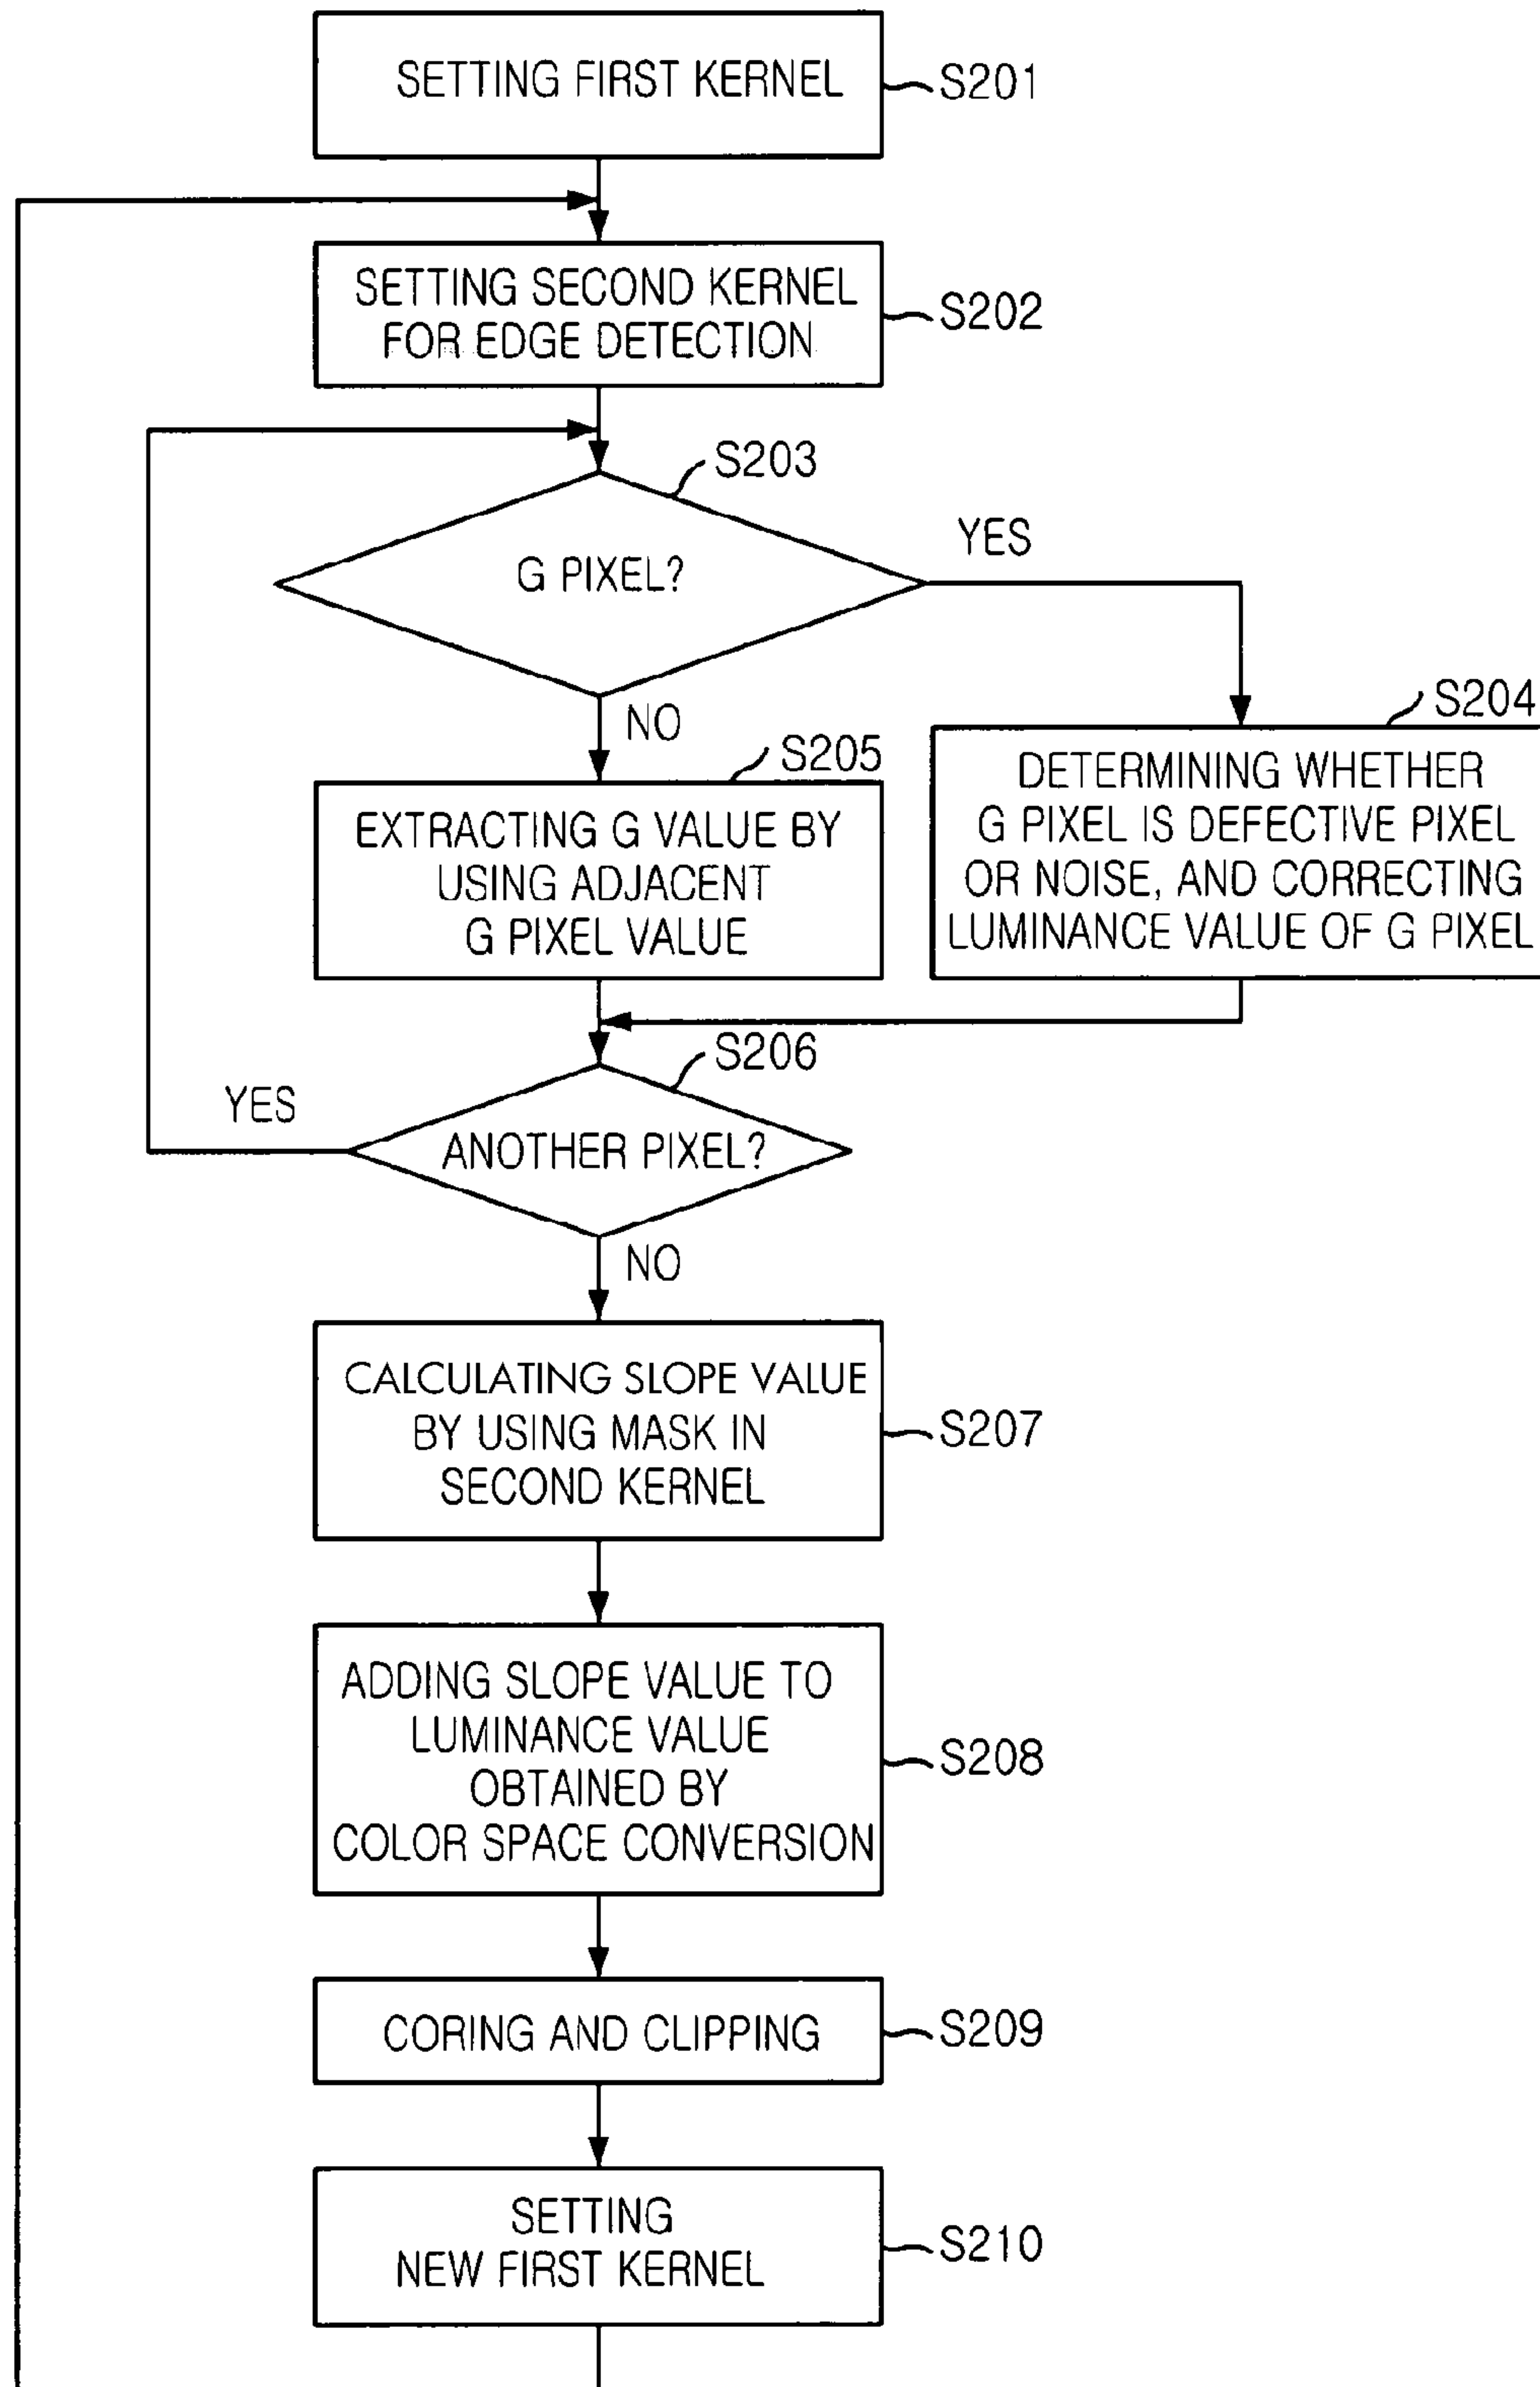 SETTING FIRST KERNEL
S201
SETTING SECOND KERNEL
FOR EDGE DETECTION
S202
S203
G PIXEL?
YES
NO
S204
DETERMINING WHETHER
G PIXEL IS DEFECTIVE PIXEL
OR NOISE, AND CORRECTING
LUMINANCE VALUE OF G PIXEL
S205
EXTRACTING G VALUE BY
USING ADJACENT
G PIXEL VALUE
S206
ANOTHER PIXEL?
YES
NO
CALCULATING SLOPE VALUE
BY USING MASK IN
SECOND KERNEL
S207
ADDING SLOPE VALUE TO
LUMINANCE VALUE
OBTAINED BY
COLOR SPACE CONVERSION
S208
CORING AND CLIPPING
S209
SETTING
NEW FIRST KERNEL
S210